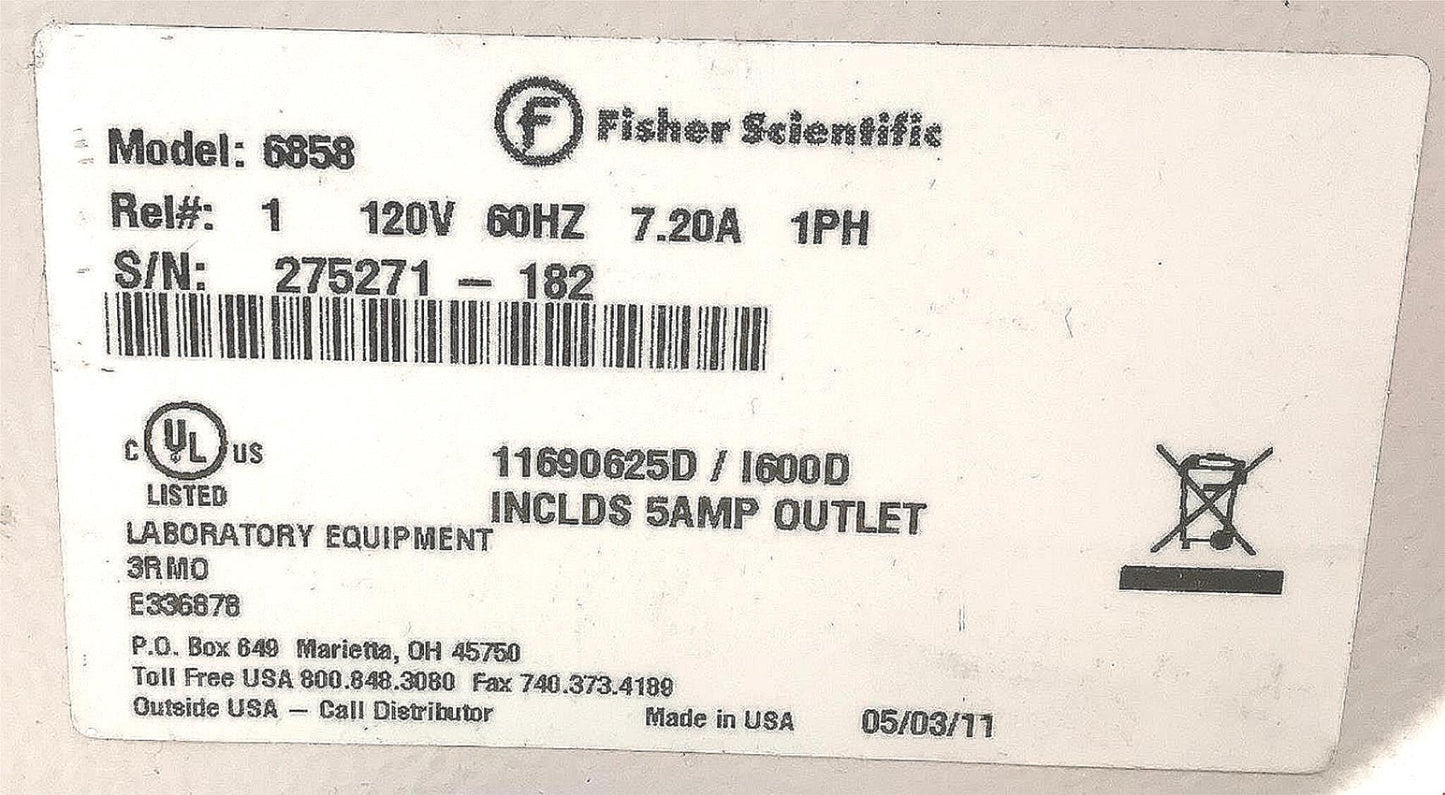 F Fisher Scientific
Model: 6858
Rel#: 1 120V 60HZ 7.20A 1PH
S/N: 275271 – 182
C UL US
LISTED
11690625D / I600D
INCLDS 5AMP OUTLET
LABORATORY EQUIPMENT
3RMO
E336878
P.O. Box 649 Marietta, OH 45750
Toll Free USA 800.848.3080 Fax 740.373.4189
Outside USA – Call Distributor
Made in USA 05/03/11